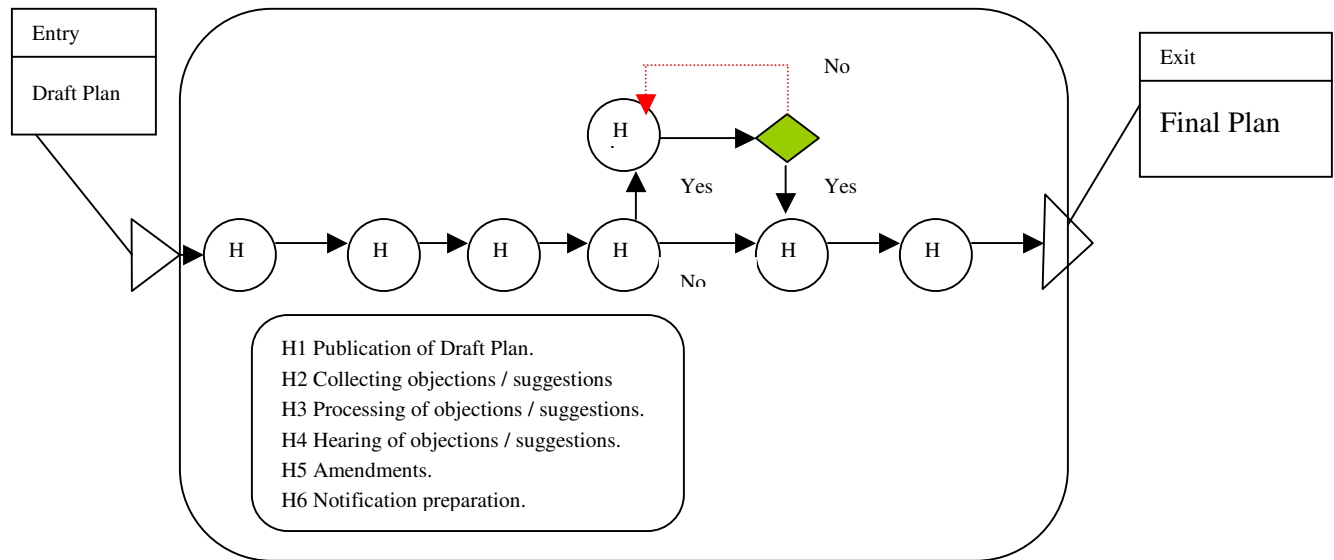 Entry
Draft Plan
Exit
Final Plan
No
H
Yes
Yes
H
H
H
H
H
H
No
H1 Publication of Draft Plan.
H2 Collecting objections / suggestions
H3 Processing of objections / suggestions.
H4 Hearing of objections / suggestions.
H5 Amendments.
H6 Notification preparation.